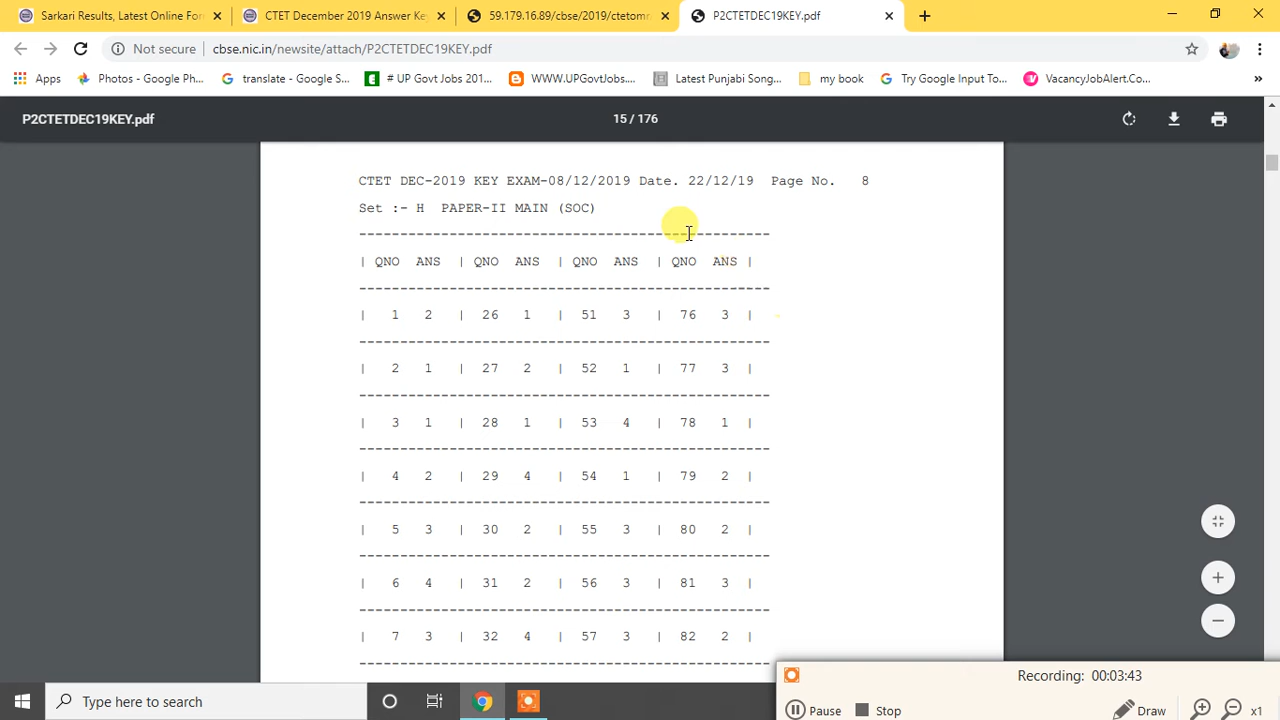 Sarkari Results, Latest Online For
CTET December 2019 Answer Key
59.179.16.89/cbse/2019/ctetomr
P2CTETDEC19KEY.pdf
Not secure cbse.nic.in/newsite/attach/P2CTETDEC19KEY.pdf
Apps Photos - Google Ph... translate - Google S... # UP Govt Jobs 201... WWW.UPGovtJobs.... Latest Punjabi Song... my book Try Google Input To... VacancyJobAlert.Co... »
P2CTETDEC19KEY.pdf 15 / 176
CTET DEC-2019 KEY EXAM-08/12/2019 Date. 22/12/19 Page No. 8
Set :- H PAPER-II MAIN (SOC)
--------------------------------------------------
| QNO ANS | QNO ANS | QNO ANS | QNO ANS |
--------------------------------------------------
| 1 2 | 26 1 | 51 3 | 76 3 |
--------------------------------------------------
| 2 1 | 27 2 | 52 1 | 77 3 |
--------------------------------------------------
| 3 1 | 28 1 | 53 4 | 78 1 |
--------------------------------------------------
| 4 2 | 29 4 | 54 1 | 79 2 |
--------------------------------------------------
| 5 3 | 30 2 | 55 3 | 80 2 |
--------------------------------------------------
| 6 4 | 31 2 | 56 3 | 81 3 |
--------------------------------------------------
| 7 3 | 32 4 | 57 3 | 82 2 |
--------------------------------------------------
Recording: 00:03:43
Pause Stop Draw x1
Type here to search